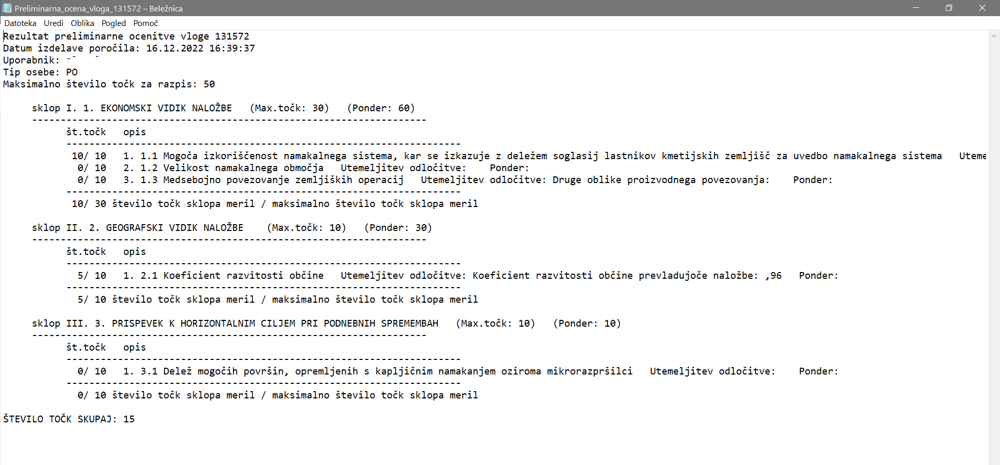 Preliminarna_ocena_vloga_131572 – Beležnica
Datoteka Uredi Oblika Pogled Pomoč
Rezultat preliminarne ocenitve vloge 131572
Datum izdelave poročila: 16.12.2022 16:39:37
Uporabnik:
Tip osebe: PO
Maksimalno število točk za razpis: 50
sklop I. 1. EKONOMSKI VIDIK NALOŽBE (Max.točk: 30) (Ponder: 60)
---------------------------------------------------------------------
št.točk opis
---------------------------------------------------------------------
10/ 10 1. 1.1 Mogoča izkoriščenost namakalnega sistema, kar se izkazuje z deležem soglasij lastnikov kmetijskih zemljišč za uvedbo namakalnega sistema Uteme
0/ 10 2. 1.2 Velikost namakalnega območja Utemeljitev odločitve: Ponder:
0/ 10 3. 1.3 Medsebojno povezovanje zemljiških operacij Utemeljitev odločitve: Druge oblike proizvodnega povezovanja: Ponder:
---------------------------------------------------------------------
10/ 30 število točk sklopa meril / maksimalno število točk sklopa meril
sklop II. 2. GEOGRAFSKI VIDIK NALOŽBE (Max.točk: 10) (Ponder: 30)
---------------------------------------------------------------------
št.točk opis
---------------------------------------------------------------------
5/ 10 1. 2.1 Koeficient razvitosti občine Utemeljitev odločitve: Koeficient razvitosti občine prevladujoče naložbe: ,96 Ponder:
---------------------------------------------------------------------
5/ 10 število točk sklopa meril / maksimalno število točk sklopa meril
sklop III. 3. PRISPEVEK K HORIZONTALNIM CILJEM PRI PODNEBNIH SPREMEMBAH (Max.točk: 10) (Ponder: 10)
---------------------------------------------------------------------
št.točk opis
---------------------------------------------------------------------
0/ 10 1. 3.1 Delež mogočih površin, opremljenih s kapljičnim namakanjem oziroma mikrorazpršilci Utemeljitev odločitve: Ponder:
---------------------------------------------------------------------
0/ 10 število točk sklopa meril / maksimalno število točk sklopa meril
ŠTEVILO TOČK SKUPAJ: 15